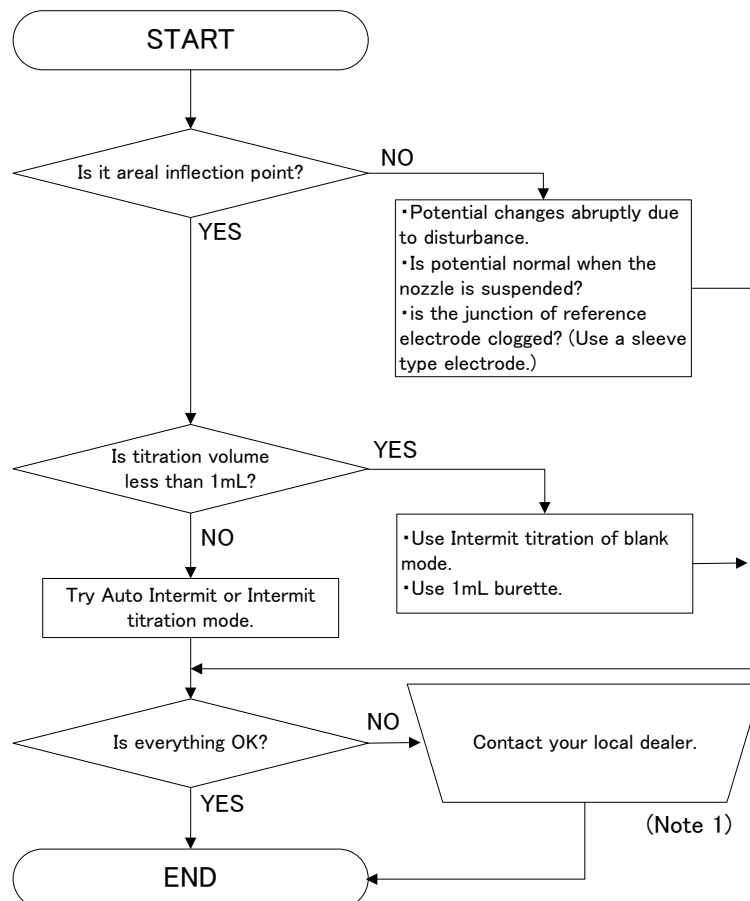 START
Is it areal inflection point?
NO
YES
・Potential changes abruptly due
to disturbance.
・Is potential normal when the
nozzle is suspended?
・is the junction of reference
electrode clogged? (Use a sleeve
type electrode.)
Is titration volume
less than 1mL?
YES
NO
・Use Intermit titration of blank
mode.
・Use 1mL burette.
Try Auto Intermit or Intermit
titration mode.
Is everything OK?
NO
YES
Contact your local dealer.
(Note 1)
END